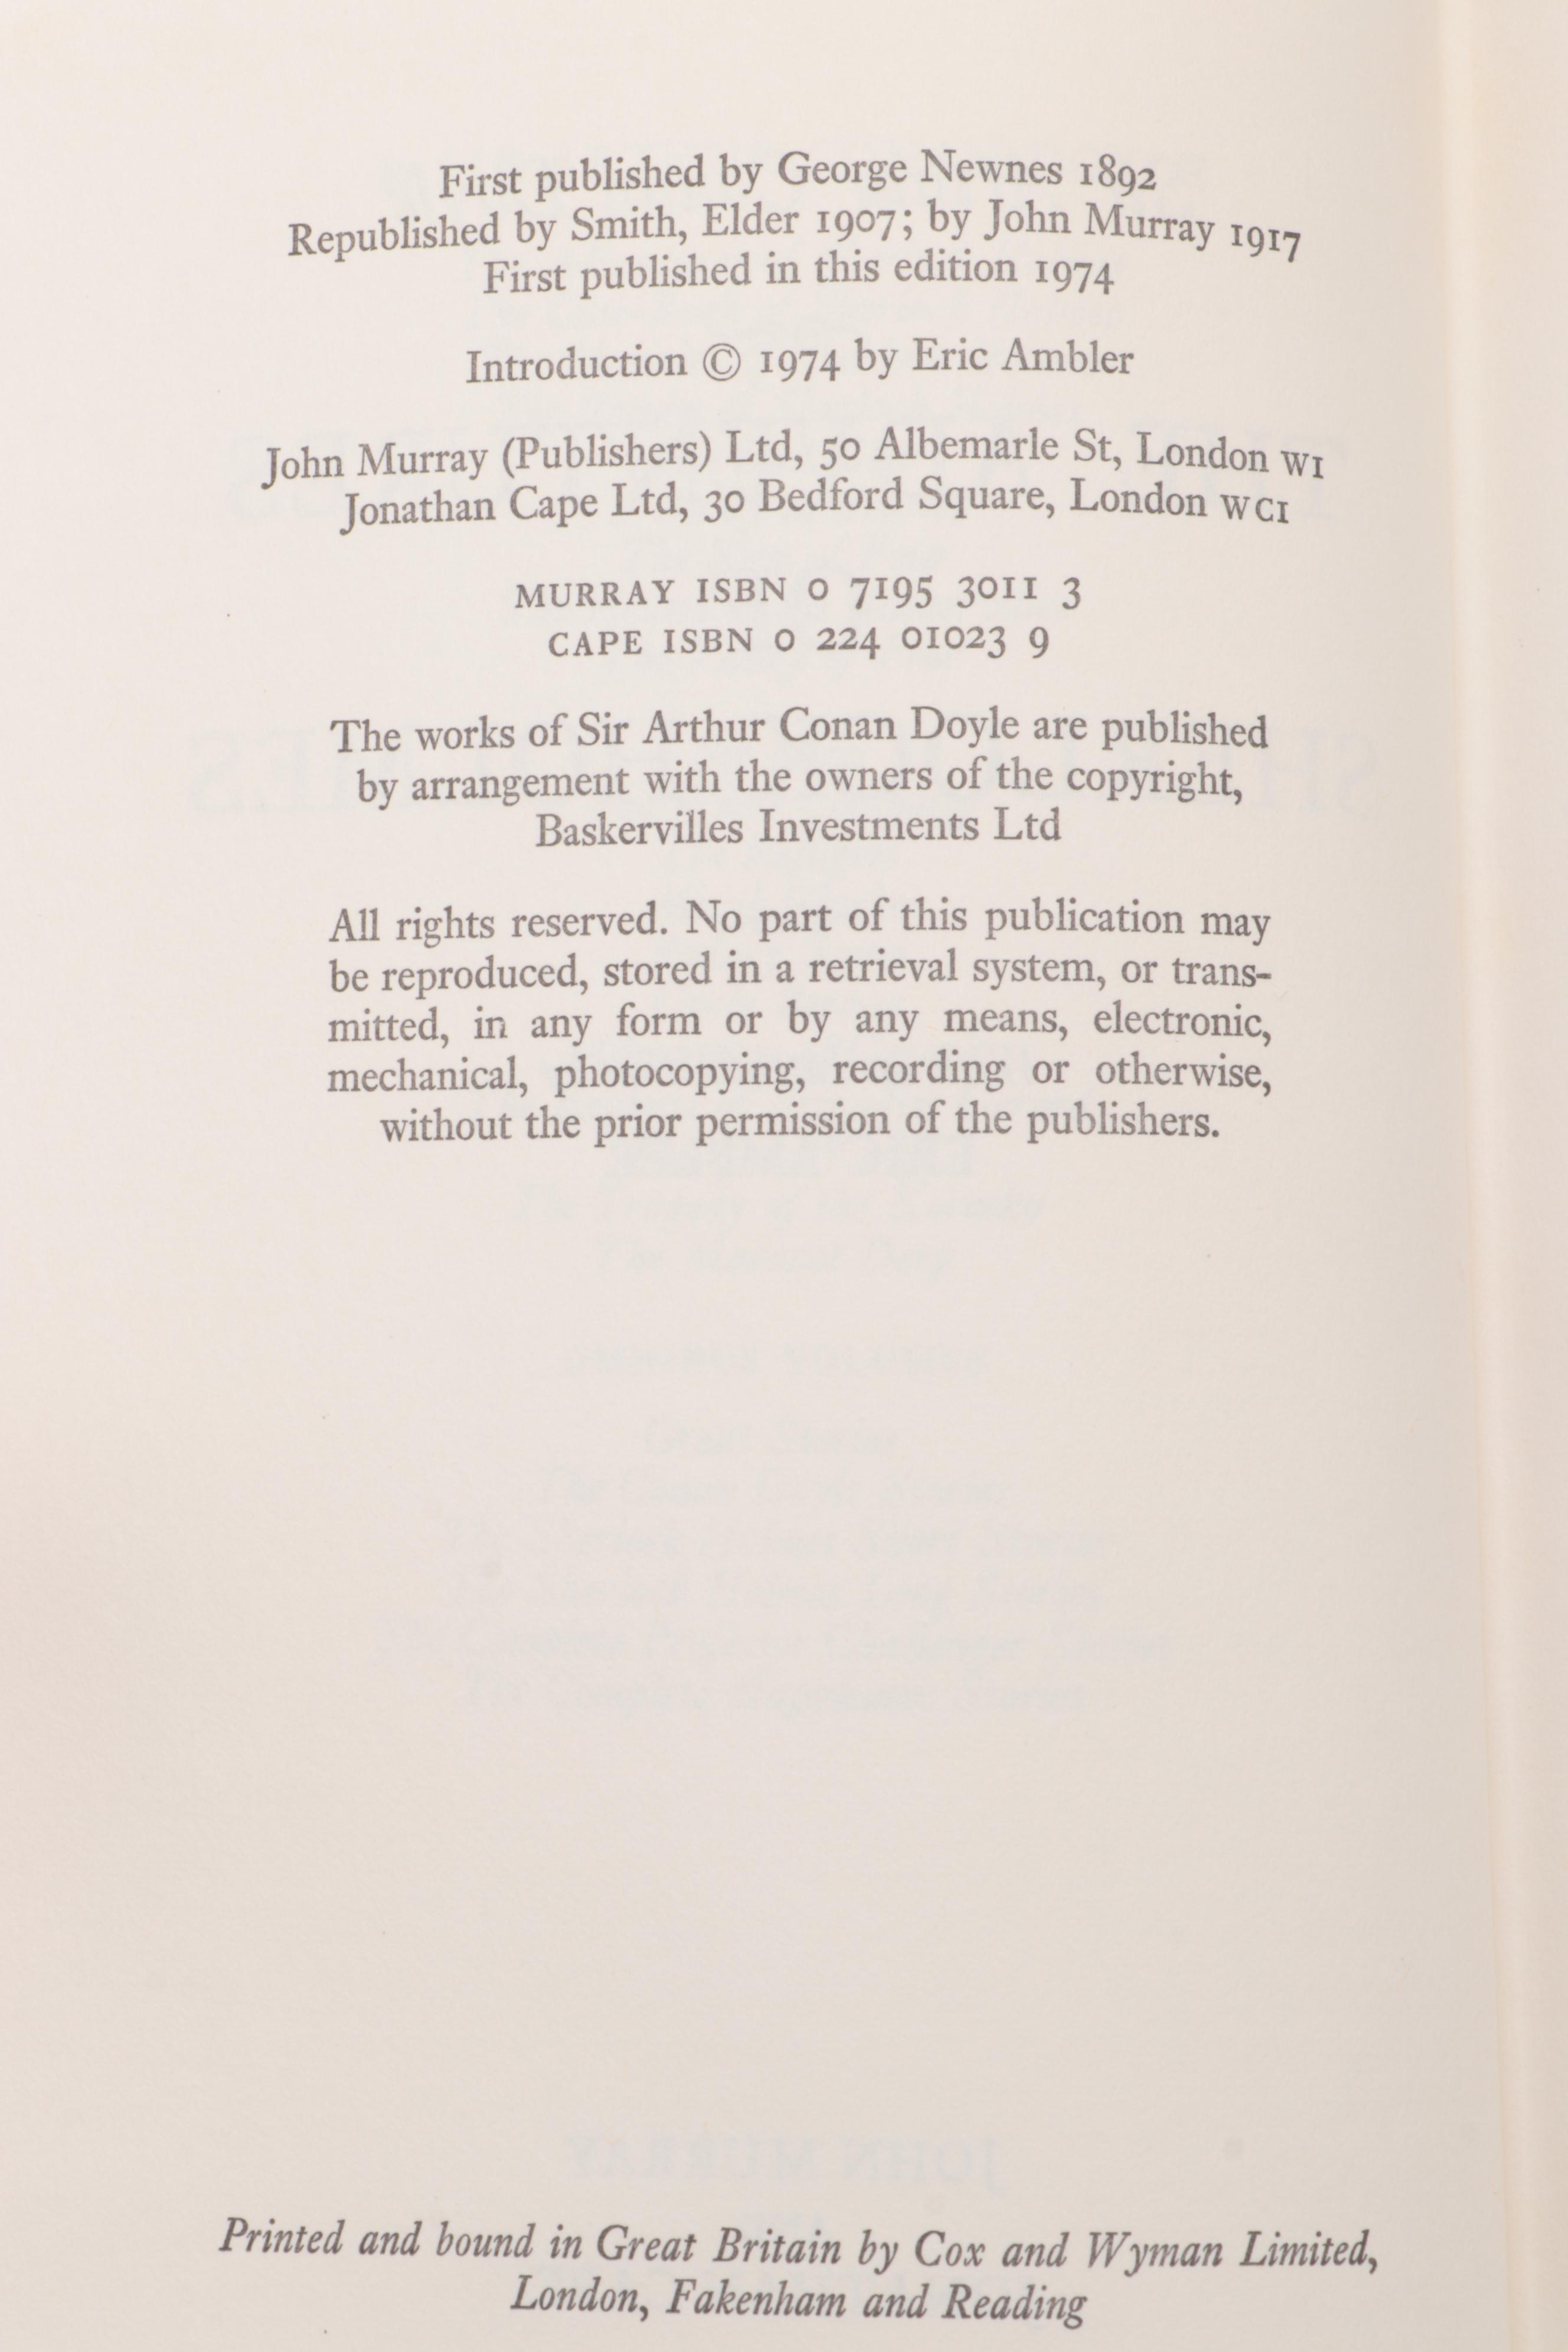 First published by George Newnes 1892
Republished by Smith, Elder 1907; by John Murray 1917
First published in this edition 1974
Introduction © 1974 by Eric Ambler
John Murray (Publishers) Ltd, 50 Albemarle St, London W1
Jonathan Cape Ltd, 30 Bedford Square, London WC1
MURRAY ISBN 0 7195 3011 3
CAPE ISBN 0 224 01023 9
The works of Sir Arthur Conan Doyle are published
by arrangement with the owners of the copyright,
Baskervilles Investments Ltd
All rights reserved. No part of this publication may
be reproduced, stored in a retrieval system, or trans-
mitted, in any form or by any means, electronic,
mechanical, photocopying, recording or otherwise,
without the prior permission of the publishers.
Printed and bound in Great Britain by Cox and Wyman Limited,
London, Fakenham and Reading